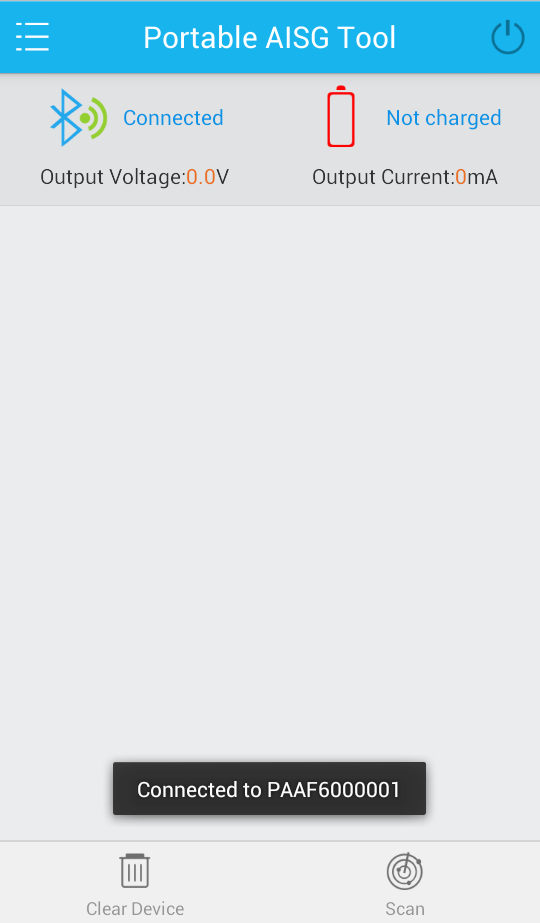 Portable AISG Tool
Connected
Not charged
Output Voltage:0.0V
Output Current:0mA
Connected to PAAF6000001
Clear Device
Scan